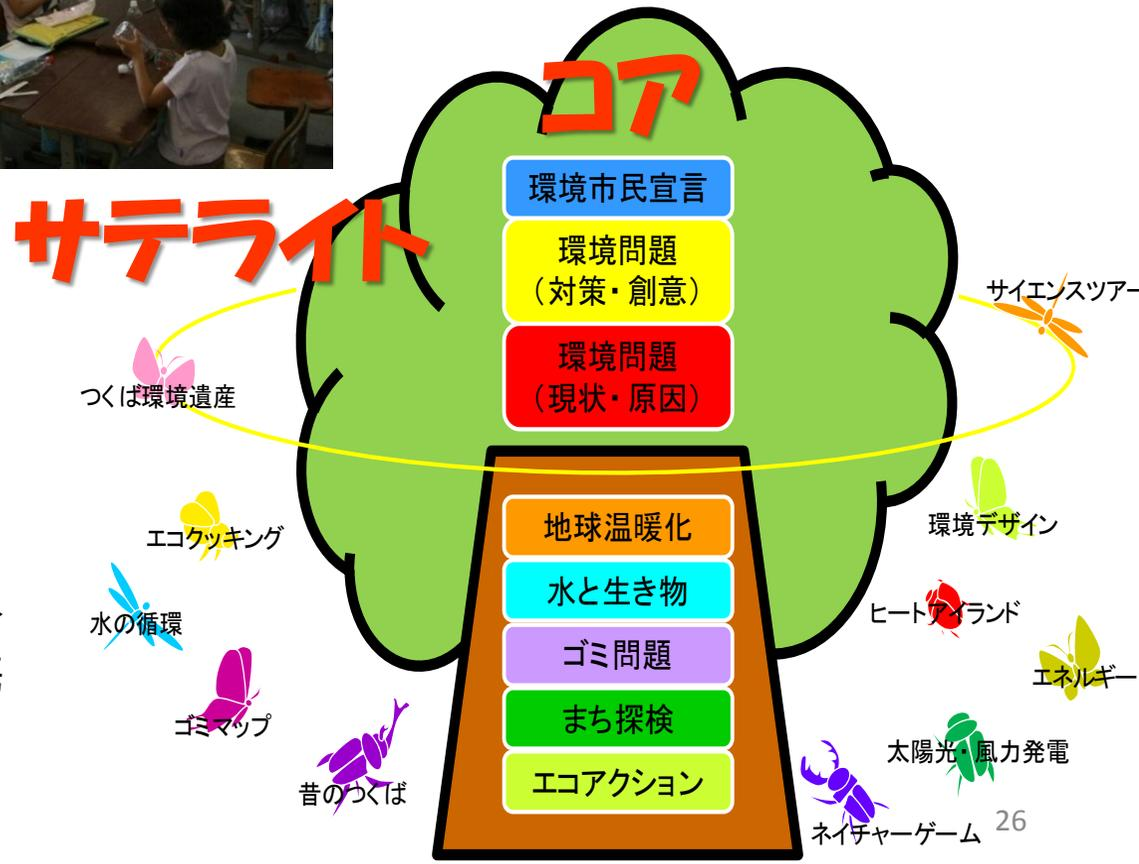 コア
サテライト
環境市民宣言
環境問題
（対策・創意）
環境問題
（現状・原因）
地球温暖化
水と生き物
ゴミ問題
まち探検
エコアクション
つくば環境遺産
エコクッキング
水の循環
ゴミマップ
昔のつくば
サイエンスツアー
環境デザイン
ヒートアイランド
エネルギー
太陽光・風力発電
ネイチャーゲーム
26